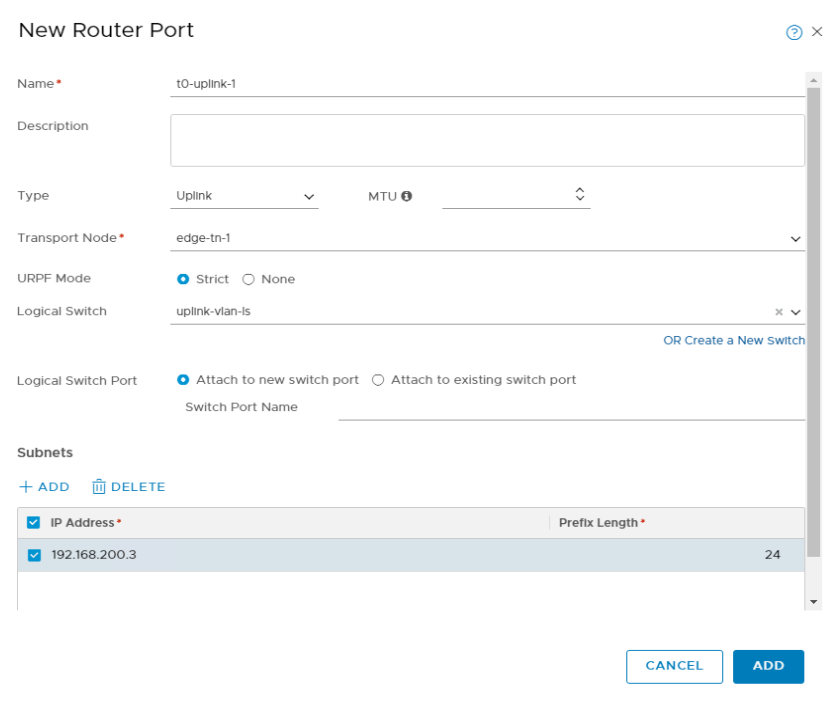 New Router Port
Name*
t0-uplink-1
Description
Type
Uplink
MTU
Transport Node*
edge-tn-1
URPF Mode
Strict
None
Logical Switch
uplink-vlan-ls
OR Create a New Switch
Logical Switch Port
Attach to new switch port
Attach to existing switch port
Switch Port Name
Subnets
+ ADD
DELETE
IP Address*
Prefix Length*
192.168.200.3
24
CANCEL
ADD